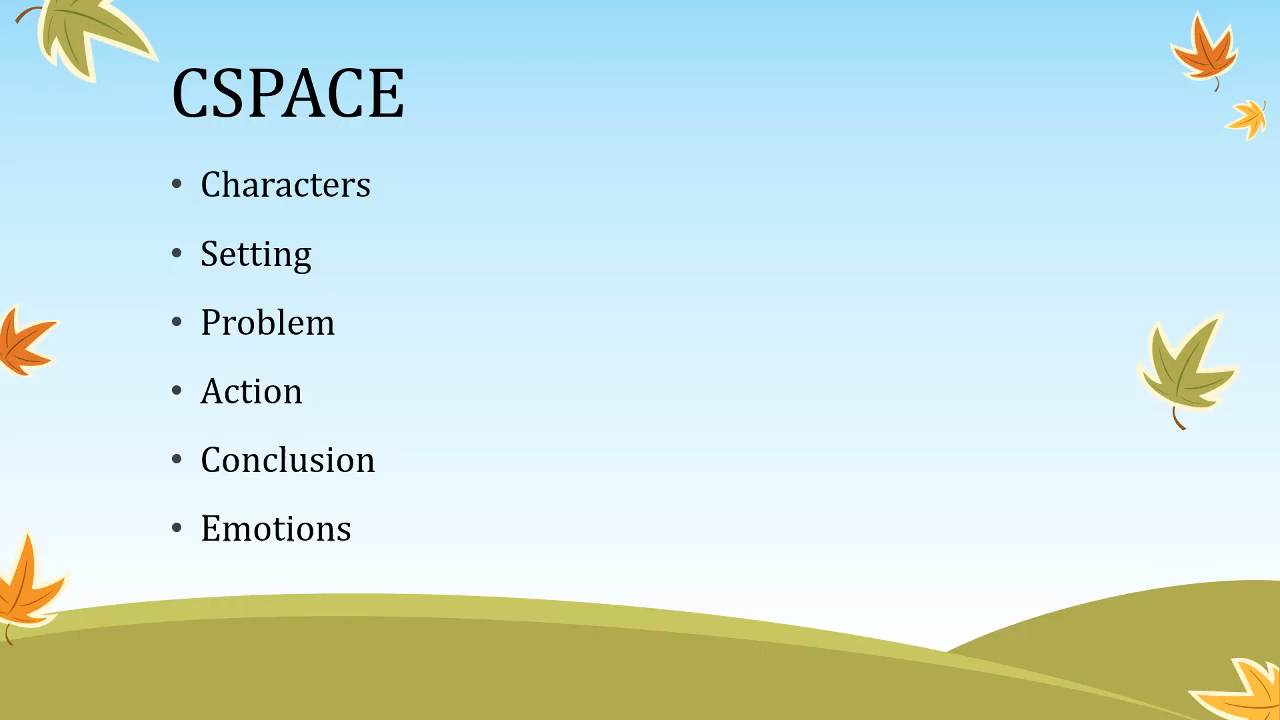 CSPACE
• Characters
• Setting
• Problem
• Action
• Conclusion
• Emotions